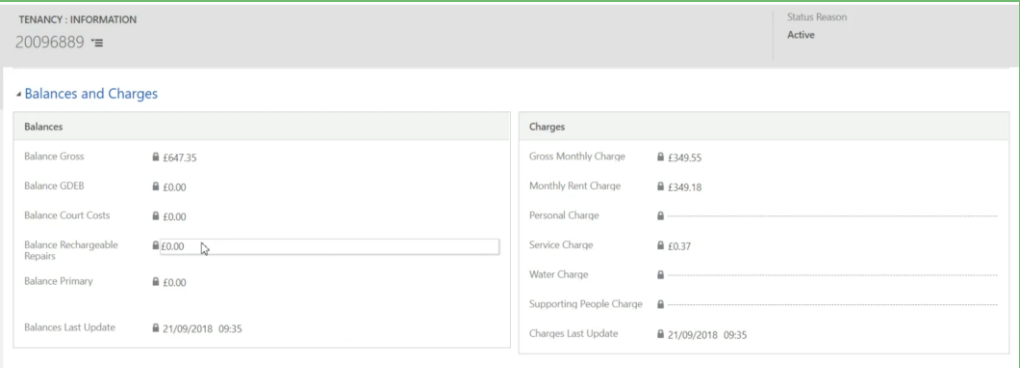 TENANCY : INFORMATION
20096889
Status Reason
Active
Balances and Charges
Balances
Balance Gross £647.35
Balance GDEB £0.00
Balance Court Costs £0.00
Balance Rechargeable £0.00
Repairs
Balance Primary £0.00
Balances Last Update 21/09/2018 09:35
Charges
Gross Monthly Charge £349.55
Monthly Rent Charge £349.18
Personal Charge
Service Charge £0.37
Water Charge
Supporting People Charge
Charges Last Update 21/09/2018 09:35